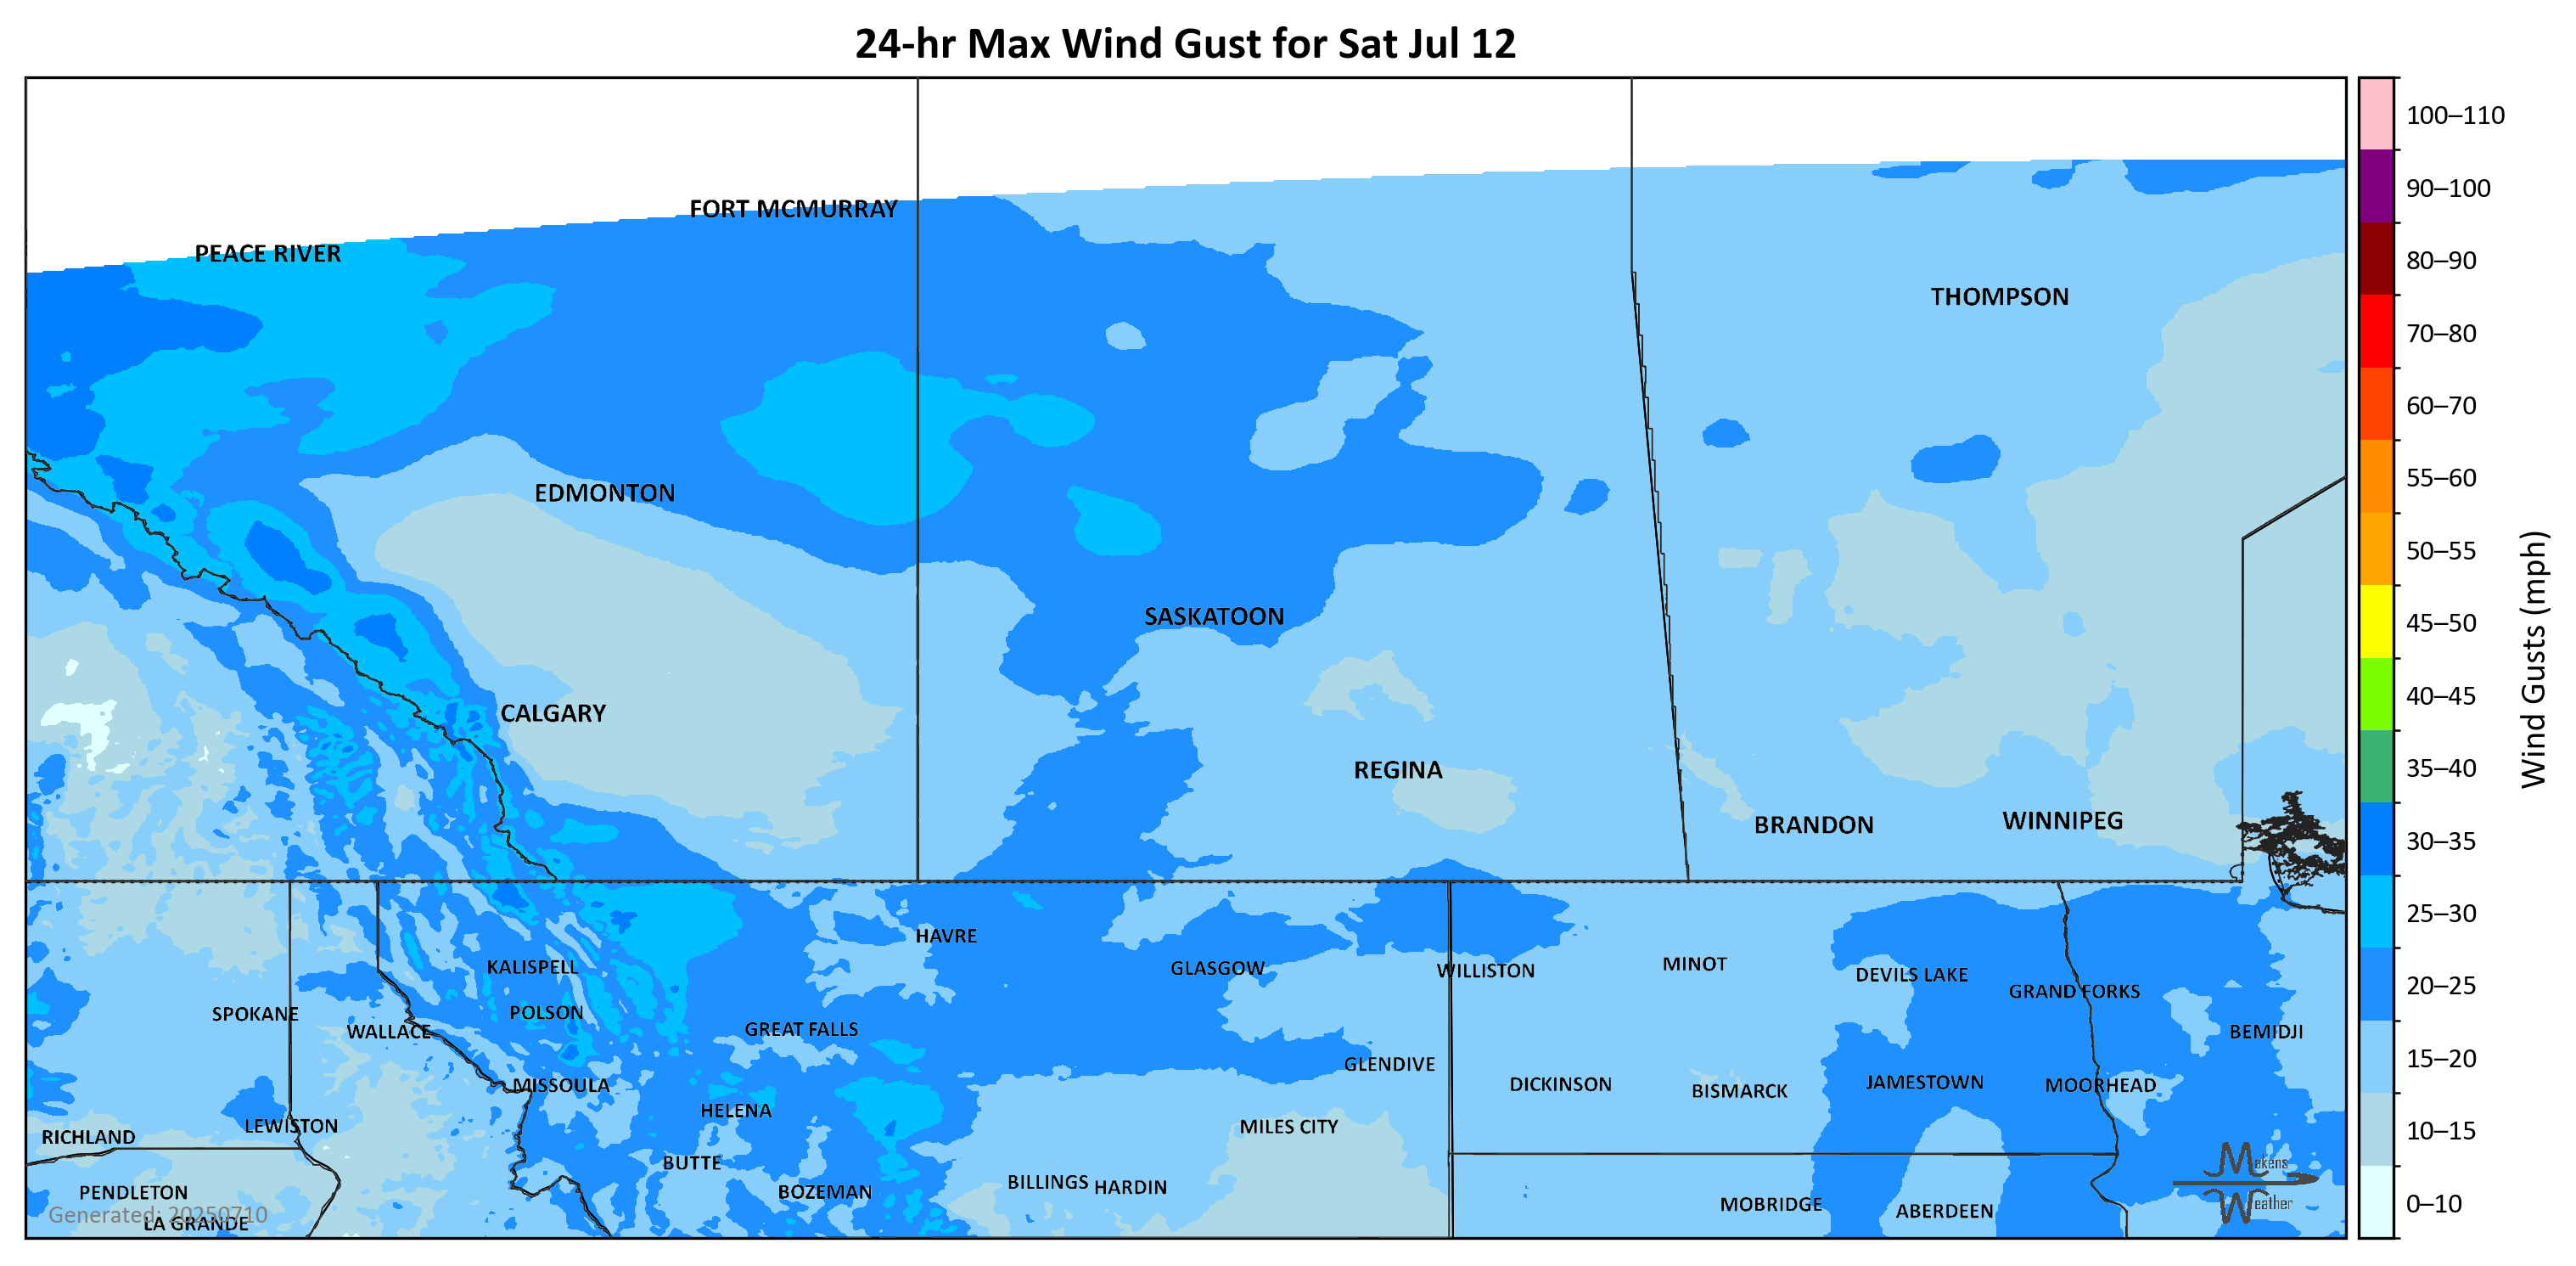 24-hr Max Wind Gust for Sat Jul 12
FORT MCMURRAY
PEACE RIVER
THOMPSON
EDMONTON
SASKATOON
CALGARY
REGINA
BRANDON
WINNIPEG
HAVRE
KALISPELL
GLASGOW
WILLISTON
MINOT
DEVILS LAKE
GRAND FORKS
SPOKANE
POLSON
WALLACE
GREAT FALLS
BEMIDJI
GLENDIVE
MISSOULA
DICKINSON
BISMARCK
JAMESTOWN
MOORHEAD
HELENA
LEWISTON
MILES CITY
RICHLAND
BUTTE
BILLINGS
HARDIN
PENDLETON
BOZEMAN
MOBRIDGE
ABERDEEN
Generated: 20250710
LA GRANDE
Makens
Weather
100–110
90–100
80–90
70–80
60–70
55–60
50–55
45–50
40–45
35–40
30–35
25–30
20–25
15–20
10–15
0–10
Wind Gusts (mph)